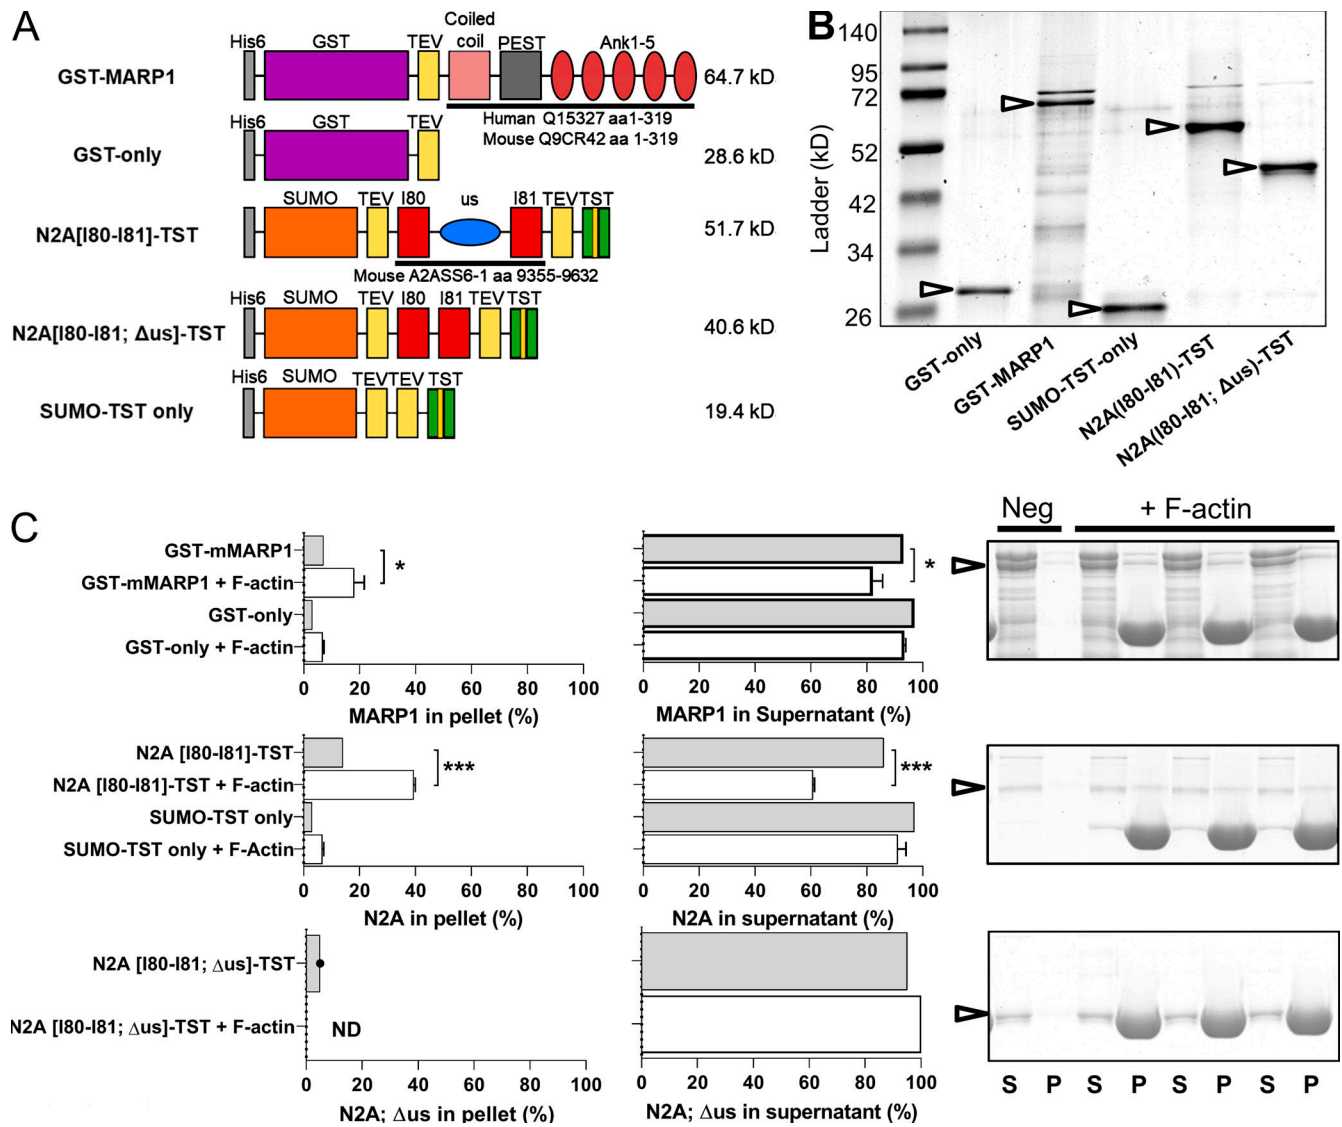 A
His6 GST TEV Coiled coil PEST Ank1-5
GST-MARP1 64.7 kD
Human Q15327 aa1-319
Mouse Q9CR42 aa 1-319
His6 GST TEV
GST-only 28.6 kD
His6 SUMO TEV I80 us I81 TEV TST
N2A[I80-I81]-TST 51.7 kD
Mouse A2ASS6-1 aa 9355-9632
His6 SUMO TEV I80 I81 TEV TST
N2A[I80-I81; Δus]-TST 40.6 kD
His6 SUMO TEV TEV TST
SUMO-TST only 19.4 kD
B
Ladder (kD)
140
95
72
52
42
34
26
GST-only
GST-MARP1
SUMO-TST-only
N2A(I80-I81)-TST
N2A(I80-I81; Δus)-TST
C
GST-mMARP1
GST-mMARP1 + F-actin
GST-only
GST-only + F-actin
*
0 20 40 60 80 100
MARP1 in pellet (%)
*
0 20 40 60 80 100
MARP1 in Supernatant (%)
Neg + F-actin
N2A [I80-I81]-TST
N2A [I80-I81]-TST + F-actin
SUMO-TST only
SUMO-TST only + F-Actin
***
0 20 40 60 80 100
N2A in pellet (%)
***
0 20 40 60 80 100
N2A in supernatant (%)
N2A [I80-I81; Δus]-TST
N2A [I80-I81; Δus]-TST + F-actin
ND
0 20 40 60 80 100
N2A; Δus in pellet (%)
0 20 40 60 80 100
N2A; Δus in supernatant (%)
S P S P S P S P